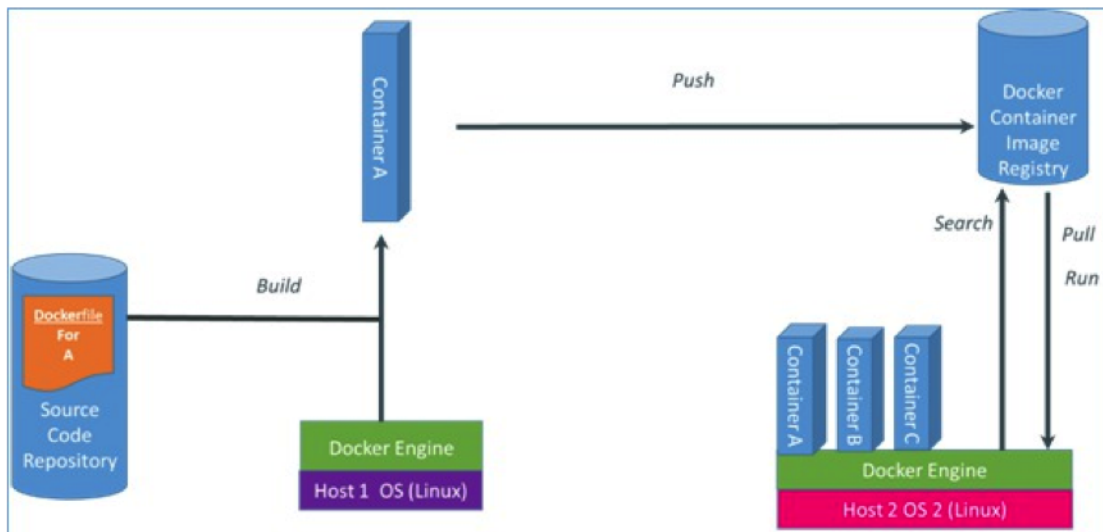 Container A
Push
Docker
Container
Image
Registry
Search
Pull
Run
Build
Dockerfile
For
A
Source
Code
Repository
Docker Engine
Host 1  OS (Linux)
Container A
Container B
Container C
Docker Engine
Host 2 OS 2 (Linux)